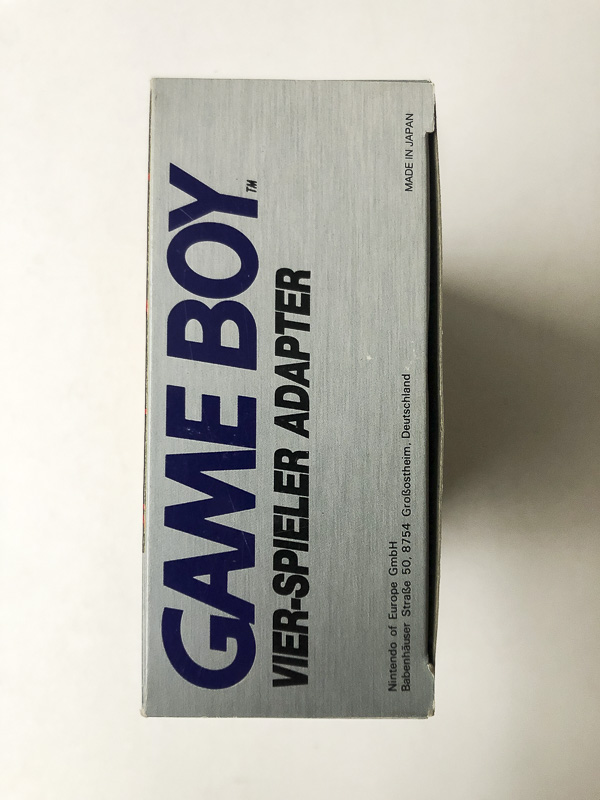 GAME BOY™
VIER-SPIELER ADAPTER
Nintendo of Europe GmbH
Babenhäuser Straße 50, 8754 Großostheim, Deutschland
MADE IN JAPAN